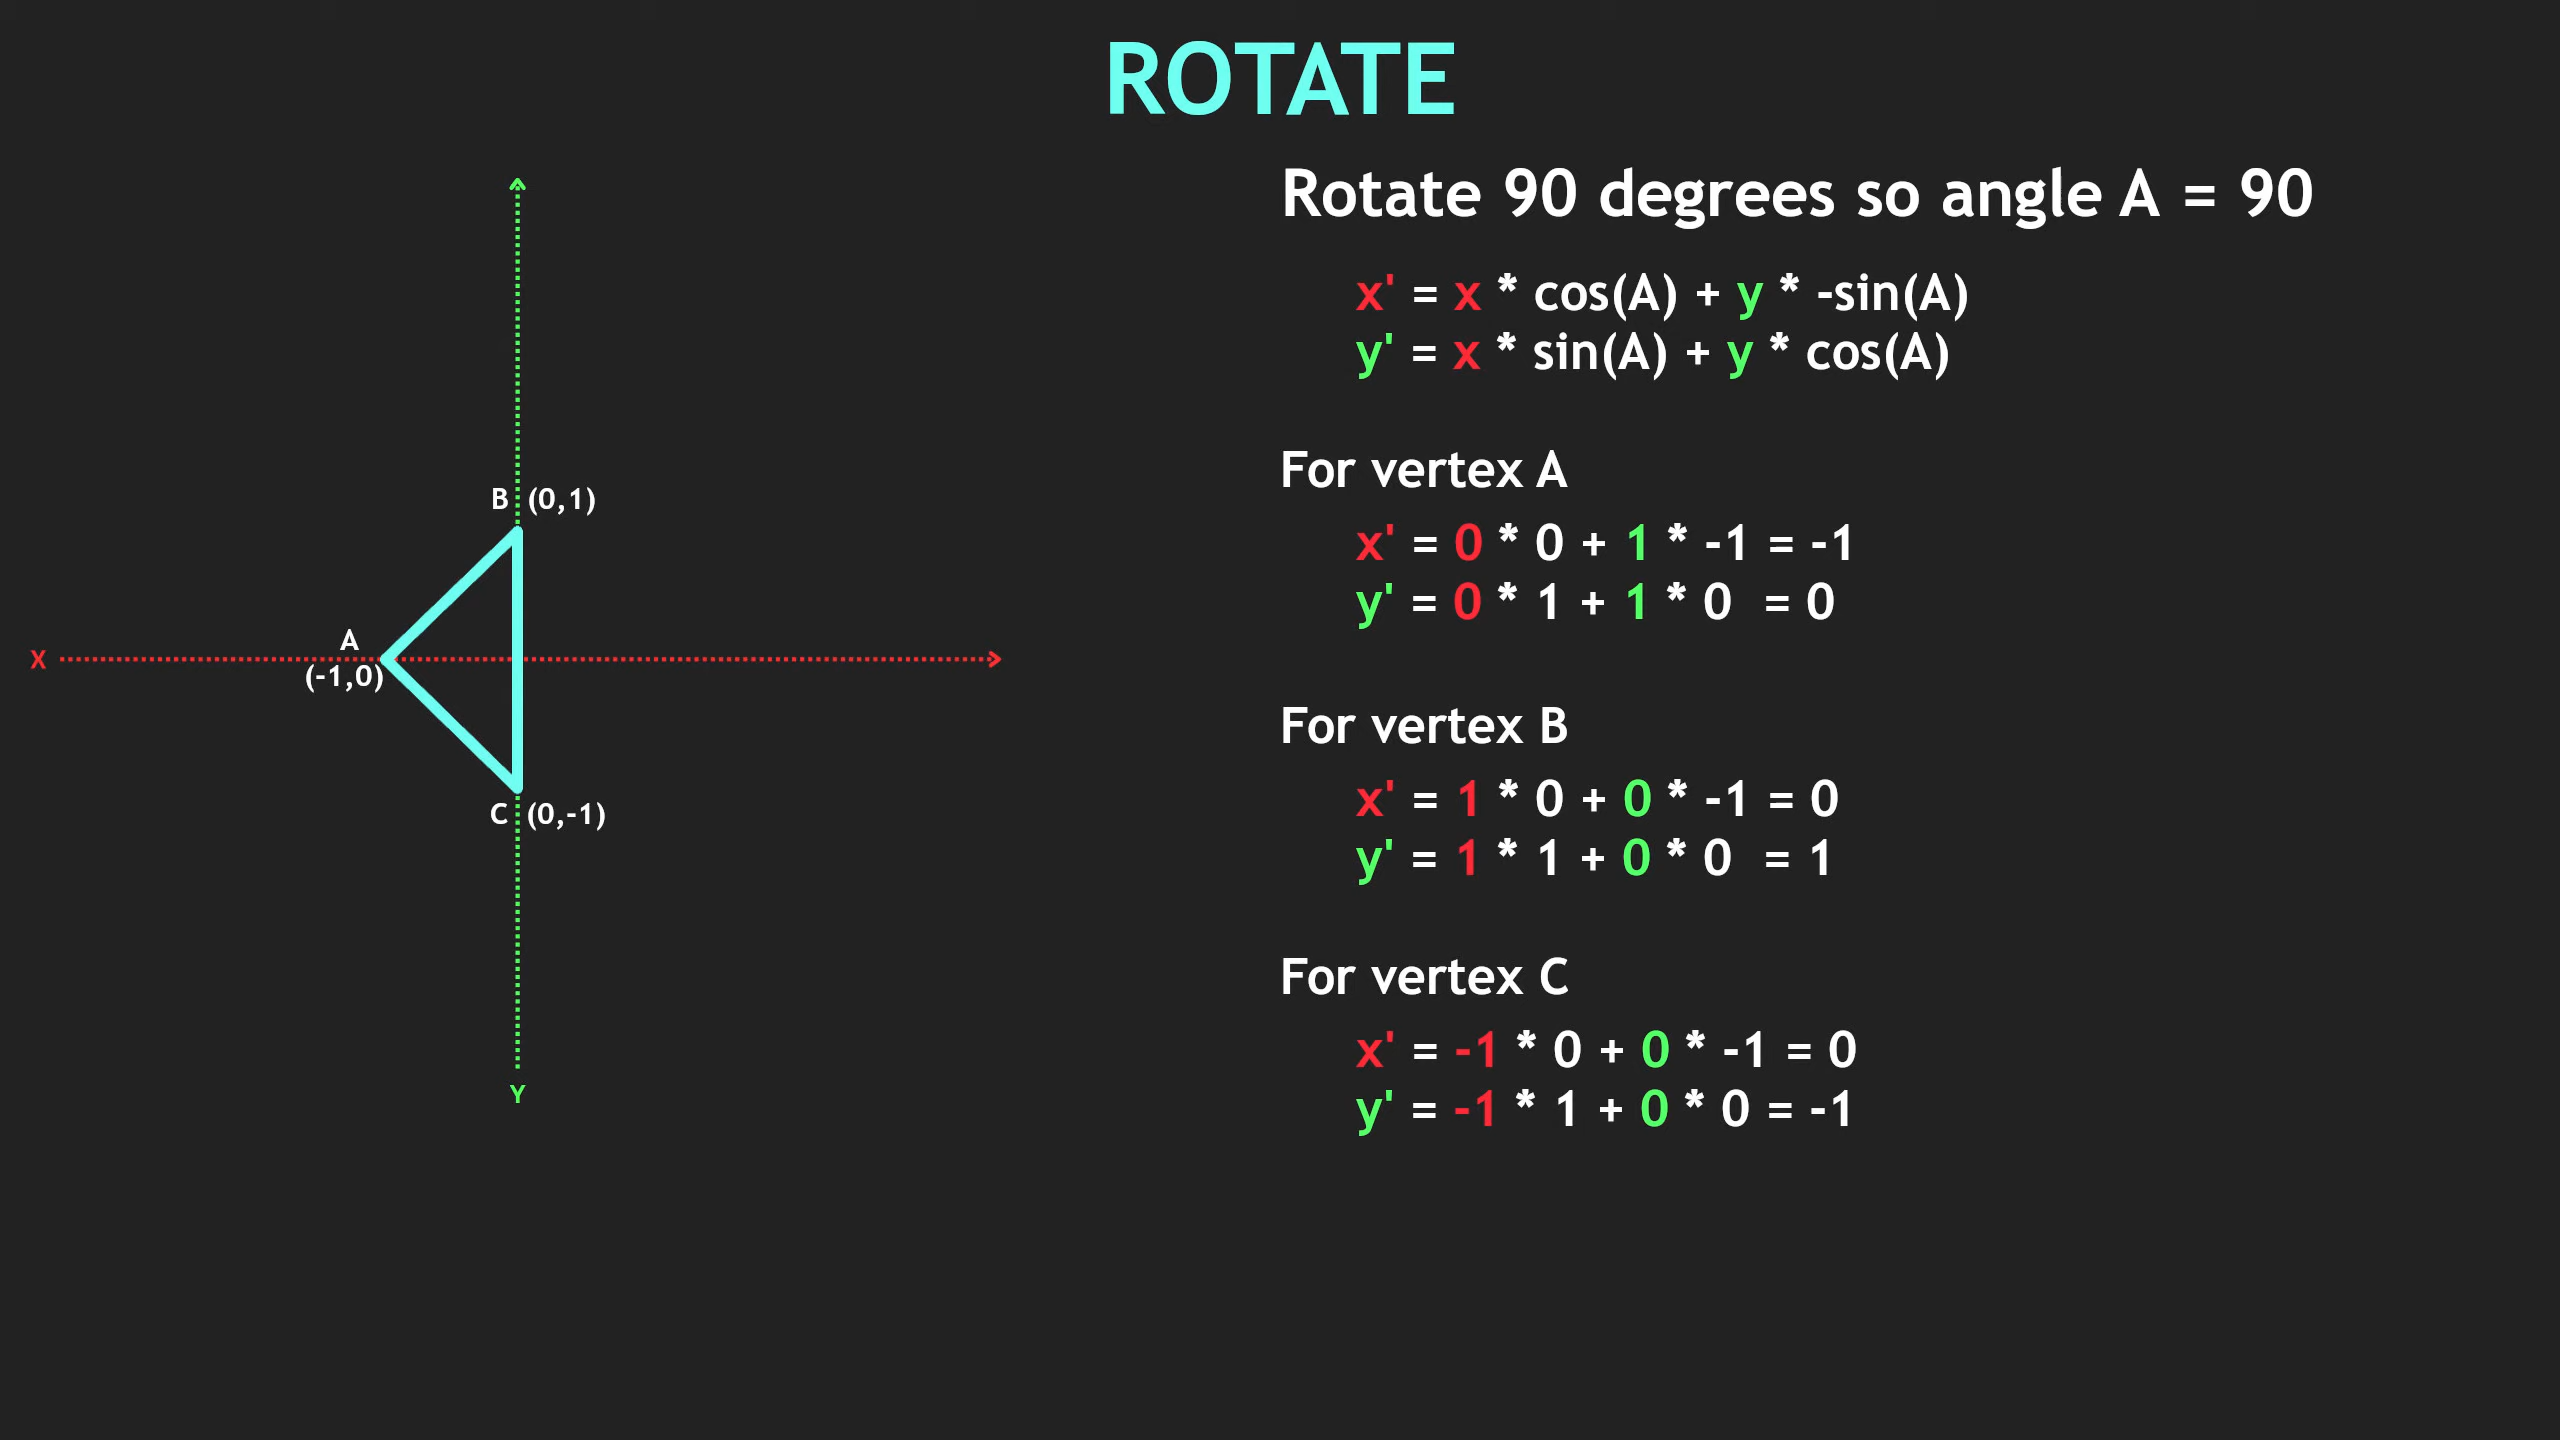 ROTATE
B (0,1)
A
X
(-1,0)
C (0,-1)
Y
Rotate 90 degrees so angle A = 90
x' = x * cos(A) + y * -sin(A)
y' = x * sin(A) + y * cos(A)
For vertex A
x' = 0 * 0 + 1 * -1 = -1
y' = 0 * 1 + 1 * 0 = 0
For vertex B
x' = 1 * 0 + 0 * -1 = 0
y' = 1 * 1 + 0 * 0 = 1
For vertex C
x' = -1 * 0 + 0 * -1 = 0
y' = -1 * 1 + 0 * 0 = -1